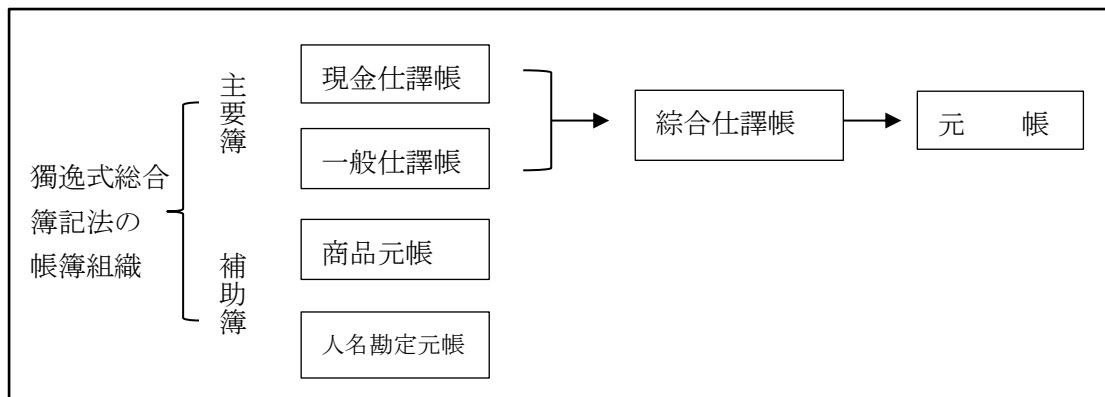 獨逸式総合
簿記法の
帳簿組織
主要簿
現金仕譯帳
一般仕譯帳
綜合仕譯帳
元　　帳
補助簿
商品元帳
人名勘定元帳